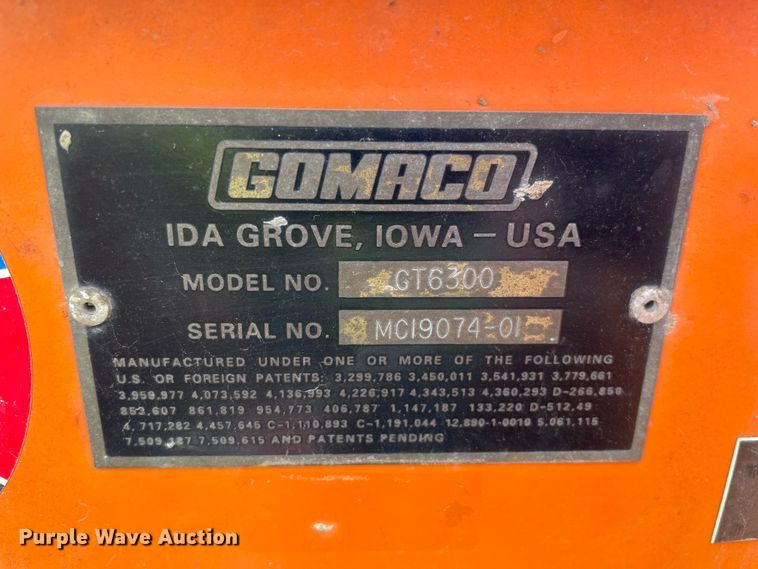 GOMACO
IDA GROVE, IOWA – USA
MODEL NO. GT6300
SERIAL NO. MC19074-01
MANUFACTURED UNDER ONE OR MORE OF THE FOLLOWING
U.S. OR FOREIGN PATENTS: 3,299,786 3,450,011 3,541,931 3,779,661
3,959,977 4,073,592 4,136,993 4,226,917 4,343,513 4,360,293 D-266,850
853,607 861,819 954,773 406,787 1,147,187 133,220 D-512,49
4,717,282 4,457,645 C-1,110,893 C-1,191,044 12,890-1-0010 5,061,115
7,509,187 7,509,615 AND PATENTS PENDING
Purple Wave Auction